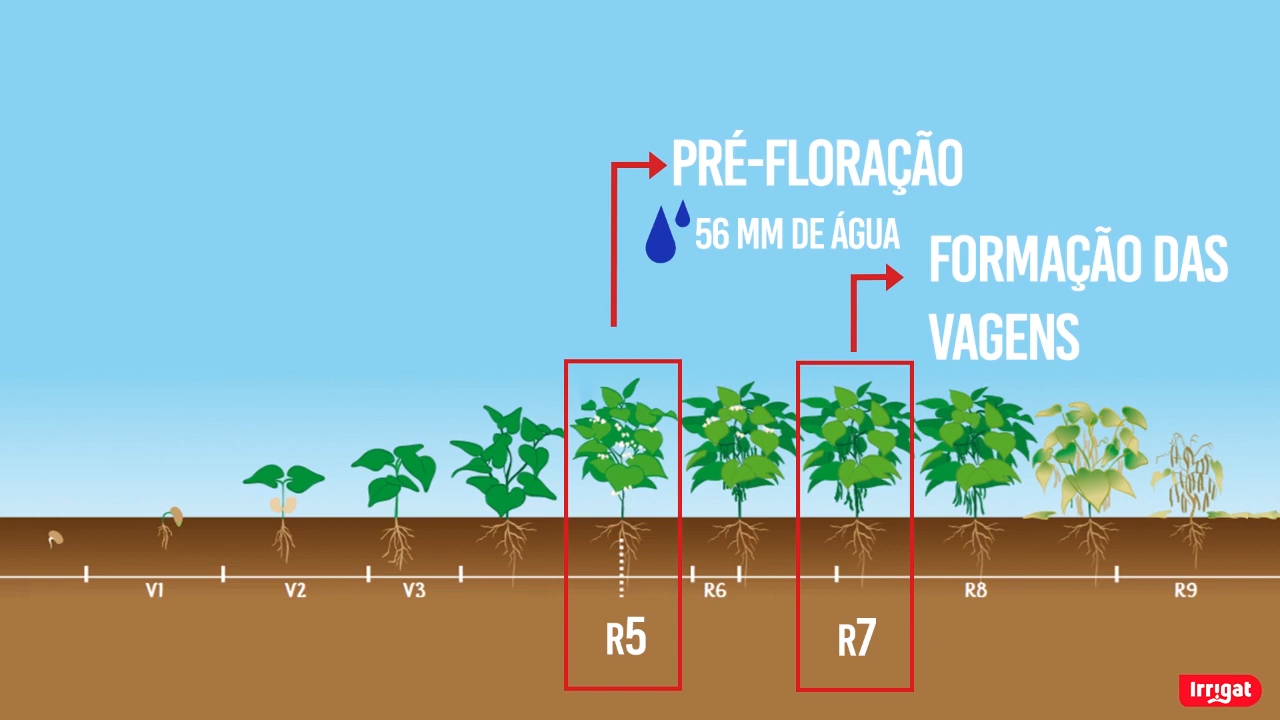 PRÉ-FLORAÇÃO
56 MM DE ÁGUA
FORMAÇÃO DAS
VAGENS
V1
V2
V3
R6
R8
R9
R5
R7
Irrigat